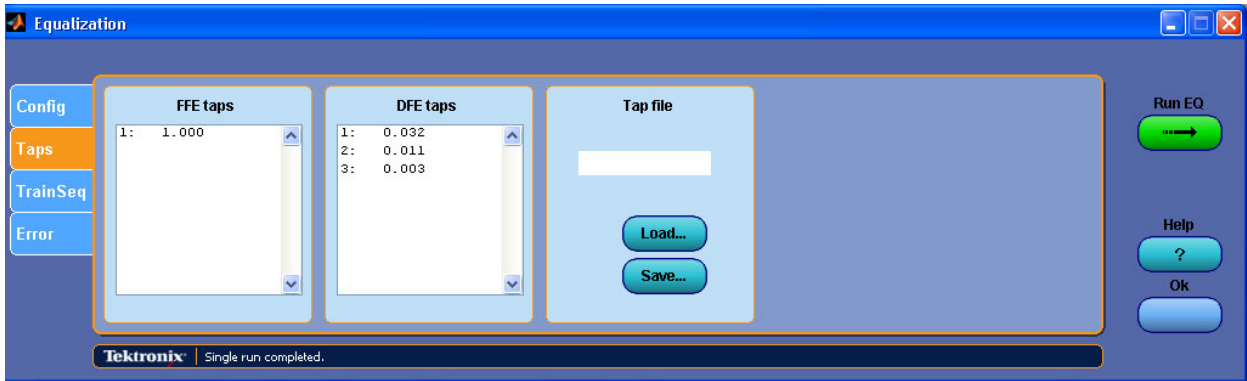 Equalization
Config
Taps
TrainSeq
Error
FFE taps
1: 1.000
DFE taps
1: 0.032
2: 0.011
3: 0.003
Tap file
Load...
Save...
Run EQ
Help
?
Ok
Tektronix Single run completed.